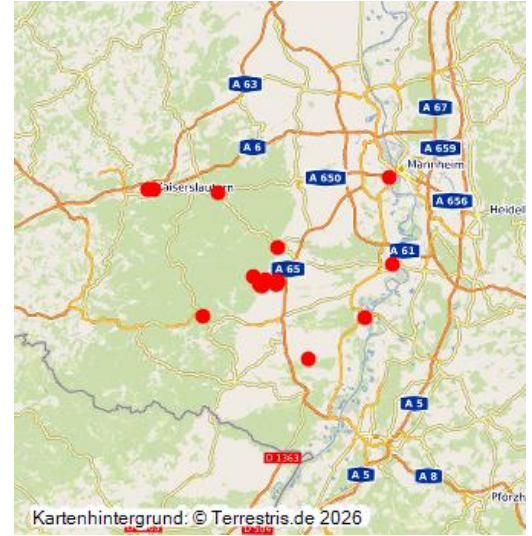 A 63
A 67
A 6
A 659
Mannheim
A 650
Kaiserslautern
A 656
Heidel
A 61
A 65
A 5
D 1363
A 5
A 8
Pforzh
Kartenhintergrund: © Terrestris.de 2026